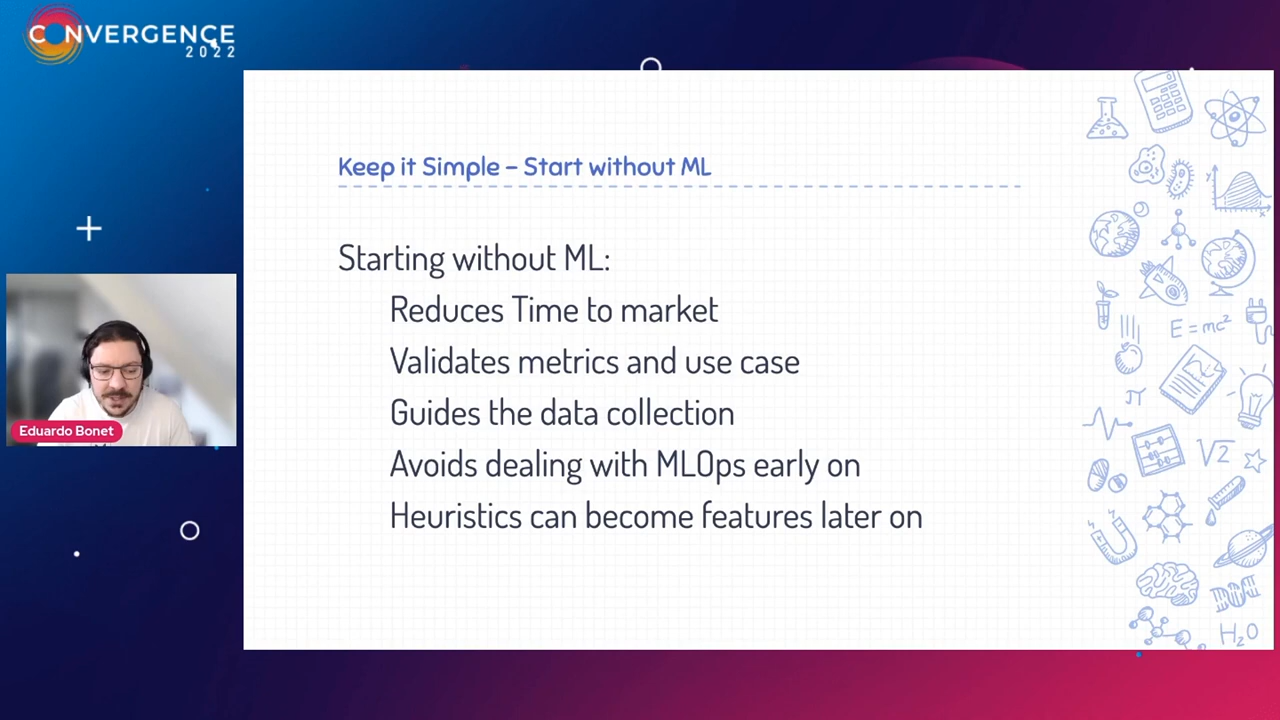 CONVERGENCE
2022
Keep it Simple – Start without ML
Starting without ML:
Reduces Time to market
Validates metrics and use case
Guides the data collection
Avoids dealing with MLOps early on
Heuristics can become features later on
Eduardo Bonet
y
x
E=mc²
π
√2
H₂O